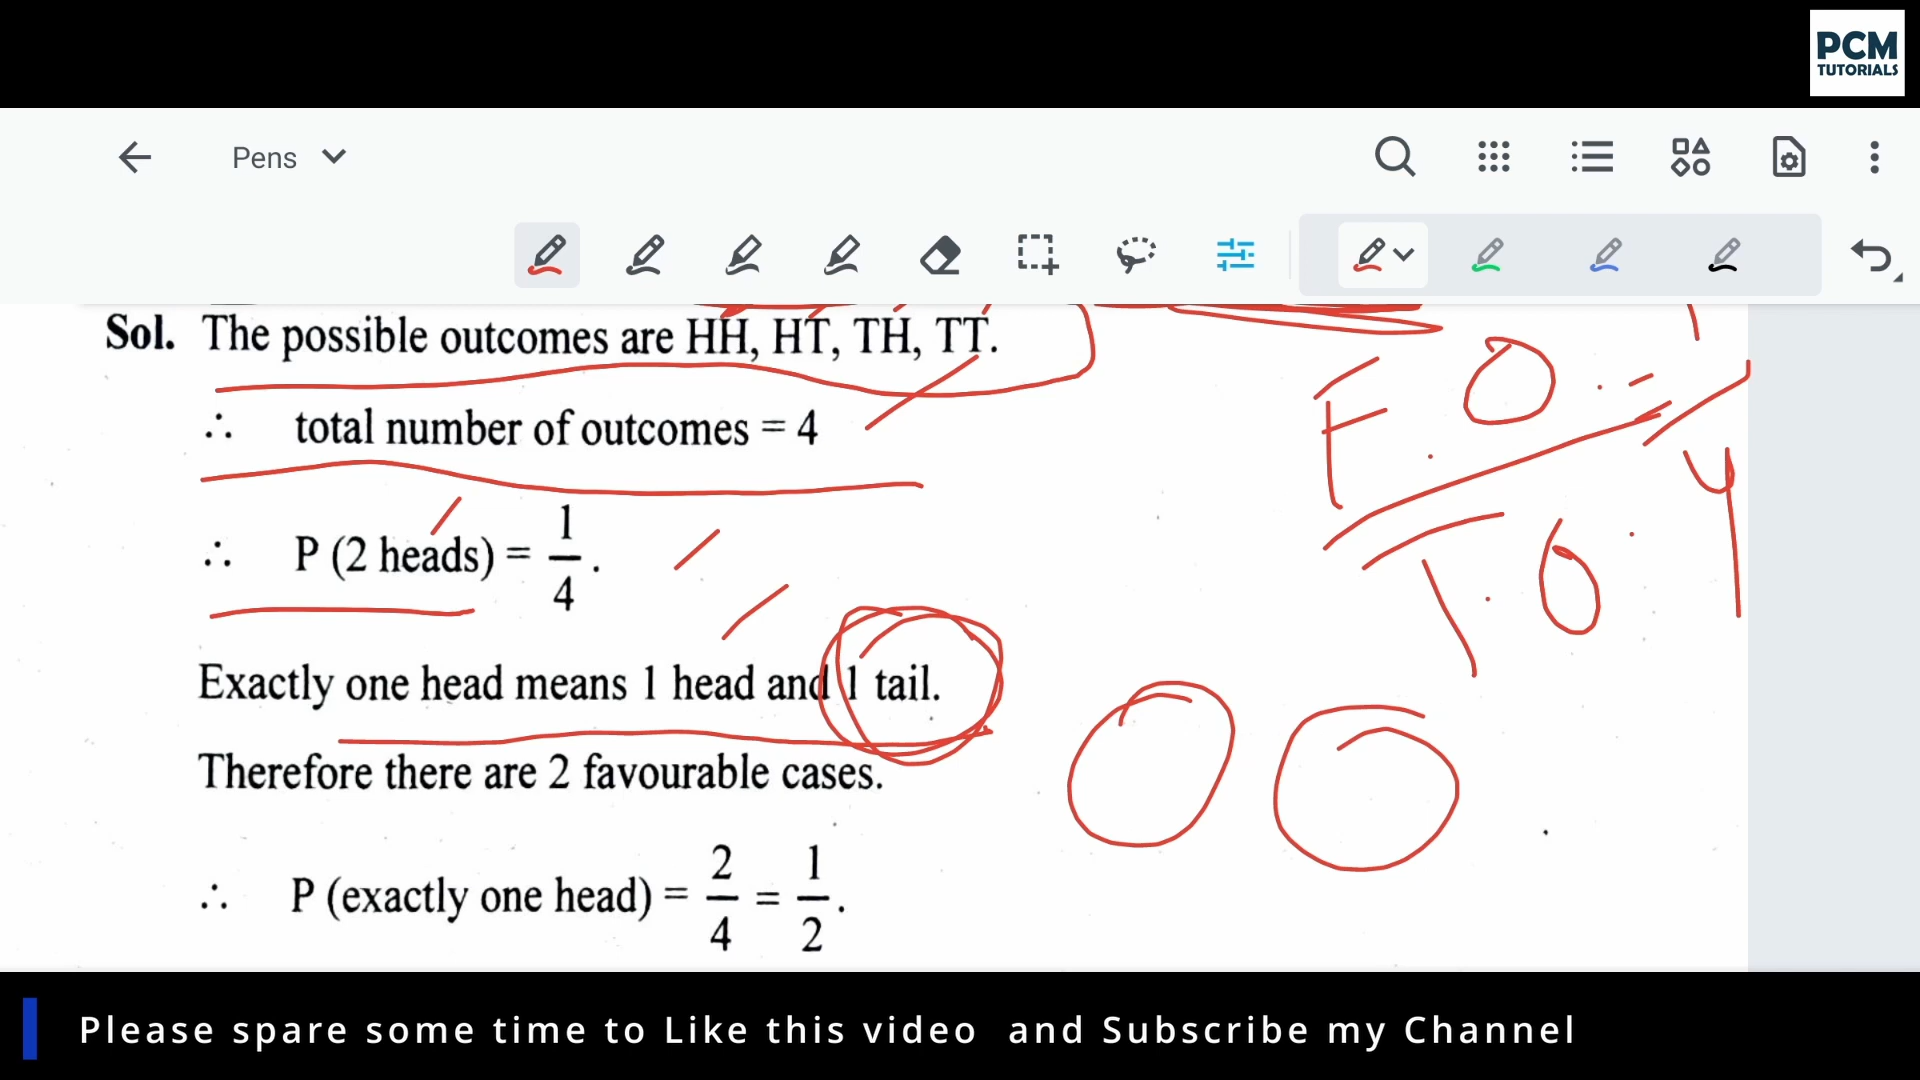 PCM
TUTORIALS
Pens
Sol. The possible outcomes are HH, HT, TH, TT.
∴ total number of outcomes = 4
∴ P (2 heads) = 1/4.
Exactly one head means 1 head and 1 tail.
Therefore there are 2 favourable cases.
∴ P (exactly one head) = 2/4 = 1/2.
F.O. = 1
T.O. 4
Please spare some time to Like this video and Subscribe my Channel